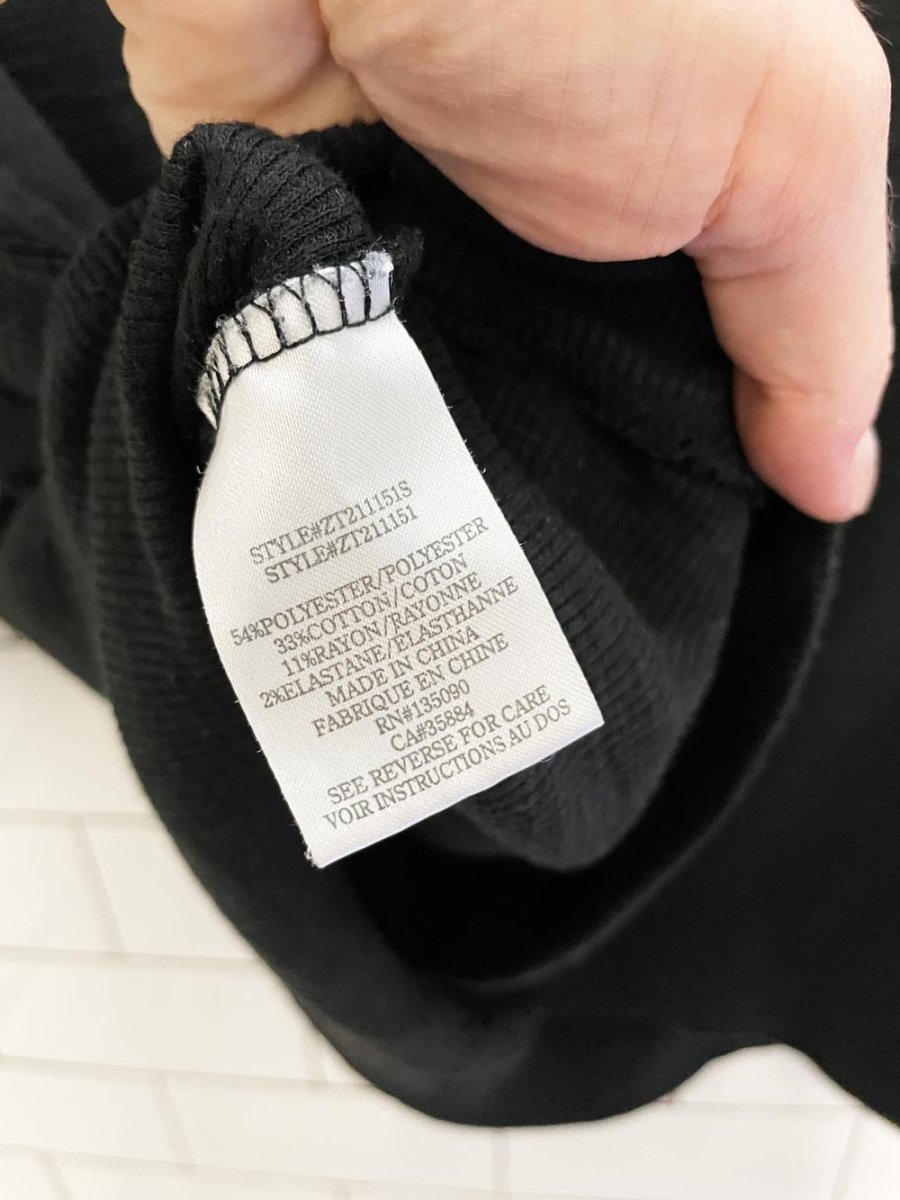 STYLE#ZT211151S
STYLE#ZT211151
54%POLYESTER/POLYESTER
33%COTTON/COTON
11%RAYON/RAYONNE
2%ELASTANE/ELASTHANNE
MADE IN CHINA
FABRIQUE EN CHINE
RN#135090
CA#35884
SEE REVERSE FOR CARE
VOIR INSTRUCTIONS AU DOS